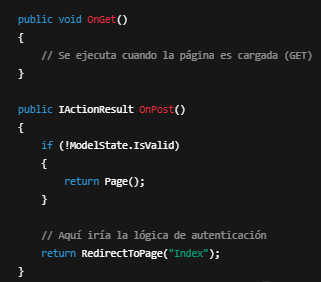 public void OnGet()
{
    // Se ejecuta cuando la página es cargada (GET)
}

public IActionResult OnPost()
{
    if (!ModelState.IsValid)
    {
        return Page();
    }

    // Aquí iría la lógica de autenticación
    return RedirectToPage("Index");
}